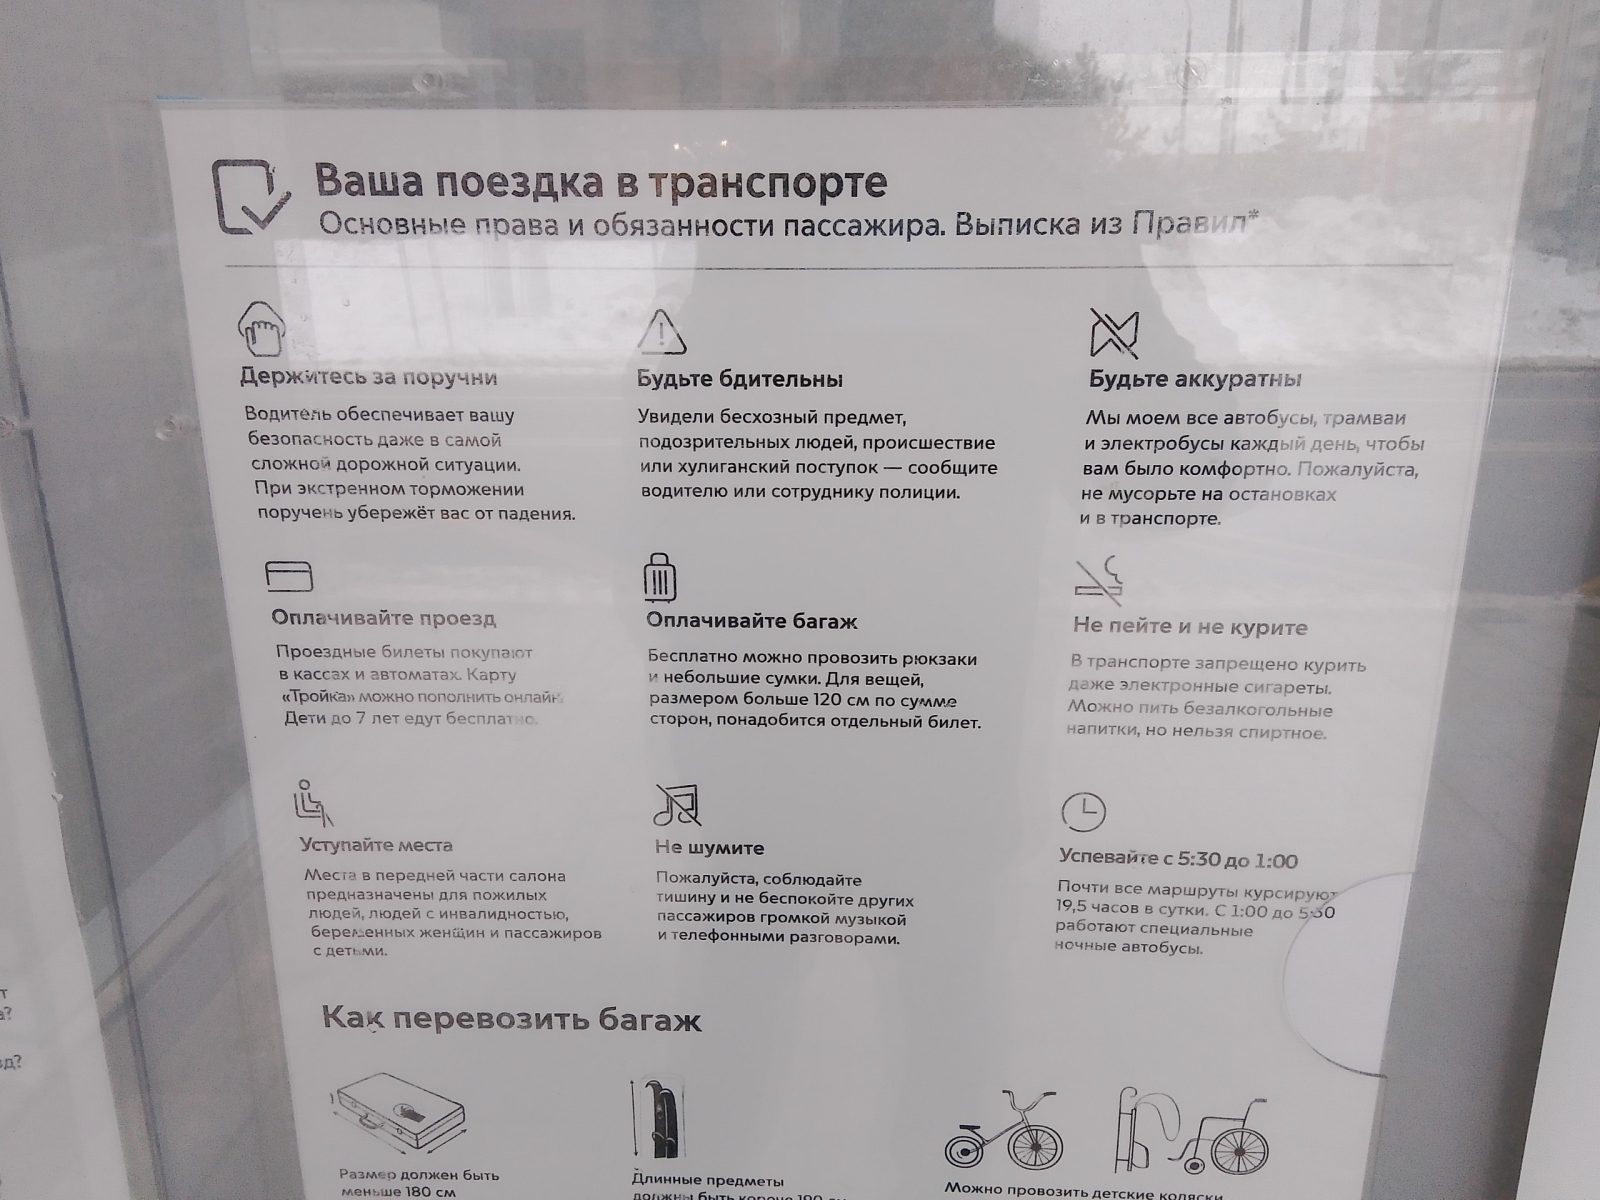 Ваша поездка в транспорте
Основные права и обязанности пассажира. Выписка из Правил*
Держитесь за поручни
Водитель обеспечивает вашу
безопасность даже в самой
сложной дорожной ситуации.
При экстренном торможении
поручень убережёт вас от падения.
Будьте бдительны
Увидели бесхозный предмет,
подозрительных людей, происшествие
или хулиганский поступок — сообщите
водителю или сотруднику полиции.
Будьте аккуратны
Мы моем все автобусы, трамваи
и электробусы каждый день, чтобы
вам было комфортно. Пожалуйста,
не мусорьте на остановках
и в транспорте.
Оплачивайте проезд
Проездные билеты покупают
в кассах и автоматах. Карту
«Тройка» можно пополнить онлайн.
Дети до 7 лет едут бесплатно.
Оплачивайте багаж
Бесплатно можно провозить рюкзаки
и небольшие сумки. Для вещей,
размером больше 120 см по сумме
сторон, понадобится отдельный билет.
Не пейте и не курите
В транспорте запрещено курить
даже электронные сигареты.
Можно пить безалкогольные
напитки, но нельзя спиртное.
Уступайте места
Места в передней части салона
предназначены для пожилых
людей, людей с инвалидностью,
беременных женщин и пассажиров
с детьми.
Не шумите
Пожалуйста, соблюдайте
тишину и не беспокойте других
пассажиров громкой музыкой
и телефонными разговорами.
Успевайте с 5:30 до 1:00
Почти все маршруты курсируют
19,5 часов в сутки. С 1:00 до 5:30
работают специальные
ночные автобусы.
Как перевозить багаж
Размер должен быть
меньше 180 см
Длинные предметы
должны быть короче 190 см
Можно провозить детские коляски,